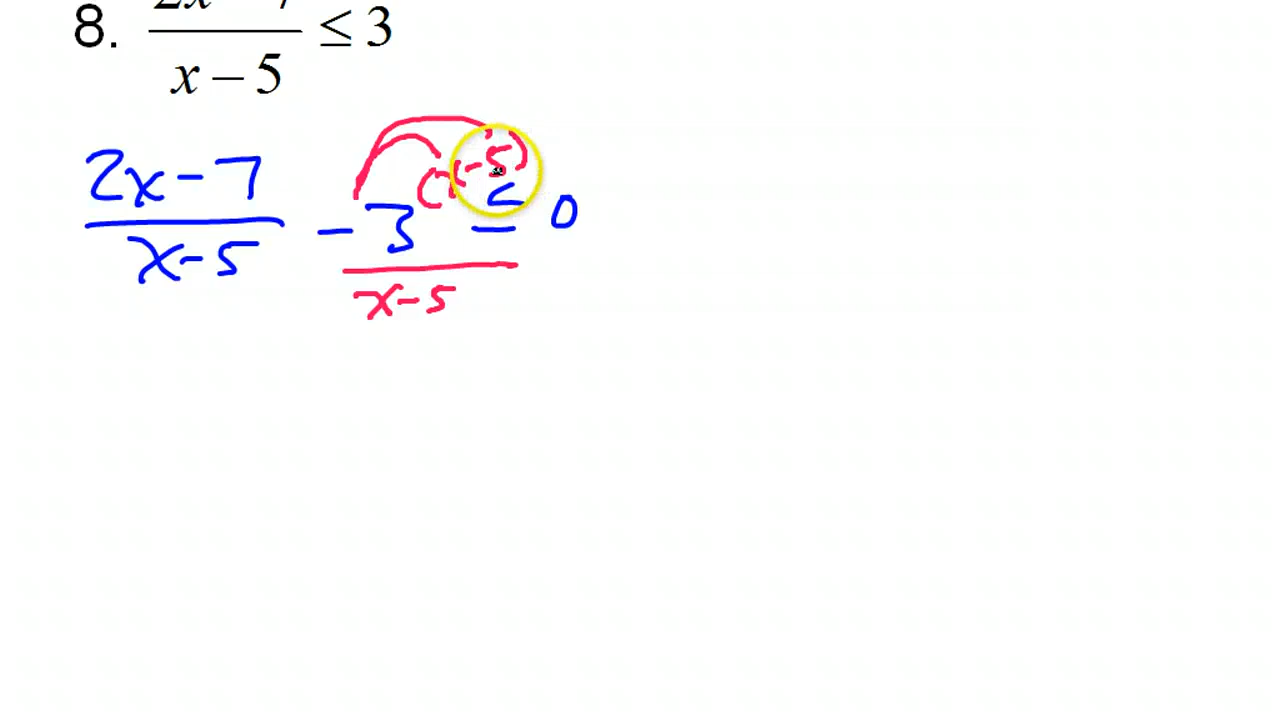 8. 2x − 7 / x − 5 ≤ 3
2x − 7 / x − 5 − 3(x − 5) / x − 5 ≤ 0